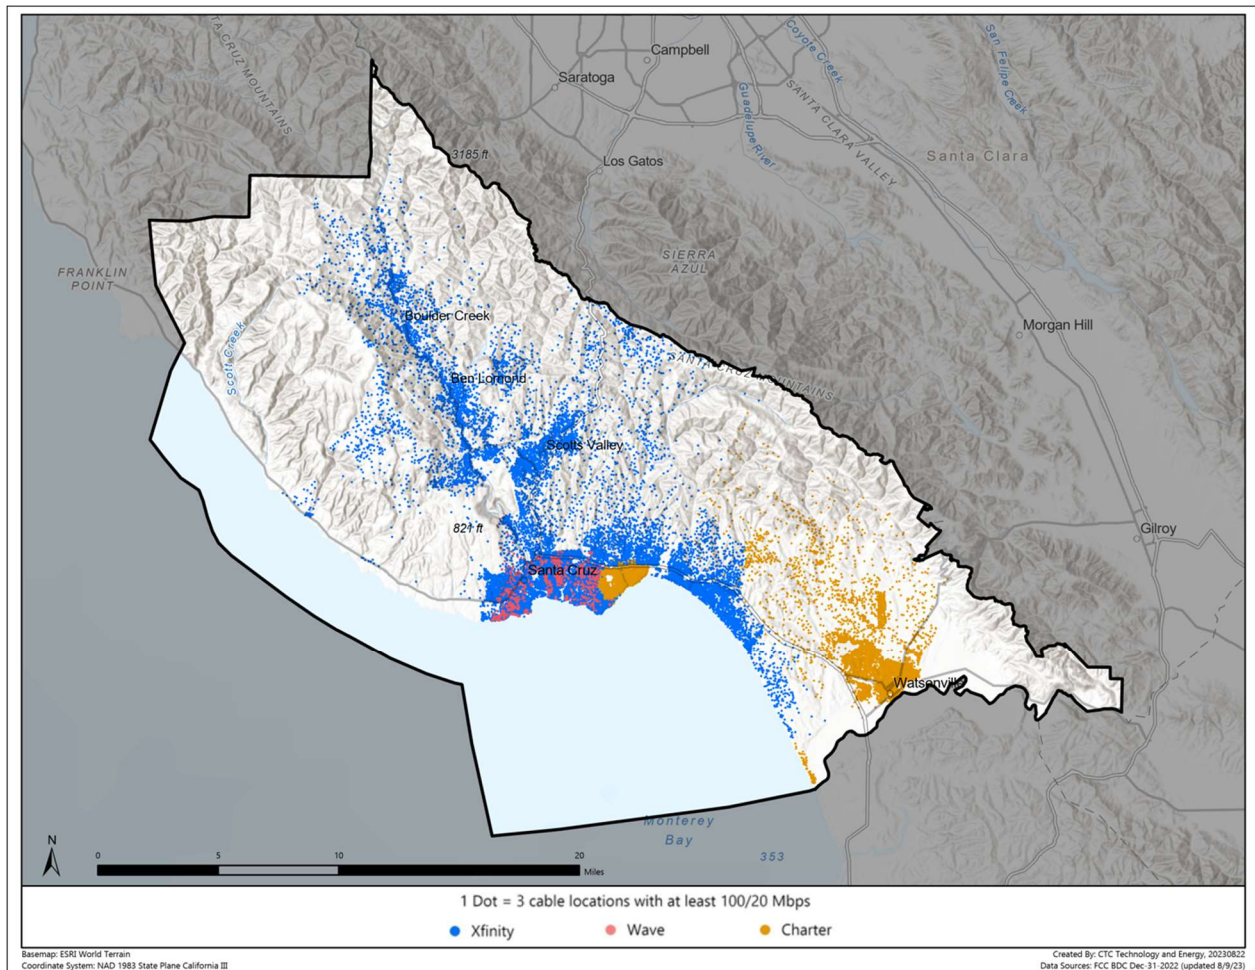 Campbell
Coyote Creek
San Felipe Creek
TA CRUZ MOUNTAINS
Saratoga
Guadelupe River
SANTA CLARA VALLEY
Santa Clara
3185 ft
Los Gatos
SIERRA
AZUL
FRANKLIN
POINT
Boulder Creek
Morgan Hill
Scott Creek
SANTA CRUZ MOUNTAINS
Ben Lomond
Scotts Valley
821 ft
Gilroy
Santa Cruz
Watsonville
Monterey
Bay
353
N
0 5 10 20
Miles
1 Dot = 3 cable locations with at least 100/20 Mbps
Xfinity Wave Charter
Basemap: ESRI World Terrain
Coordinate System: NAD 1983 State Plane California III
Created By: CTC Technology and Energy, 20230822
Data Sources: FCC BDC Dec-31-2022 (updated 8/9/23)